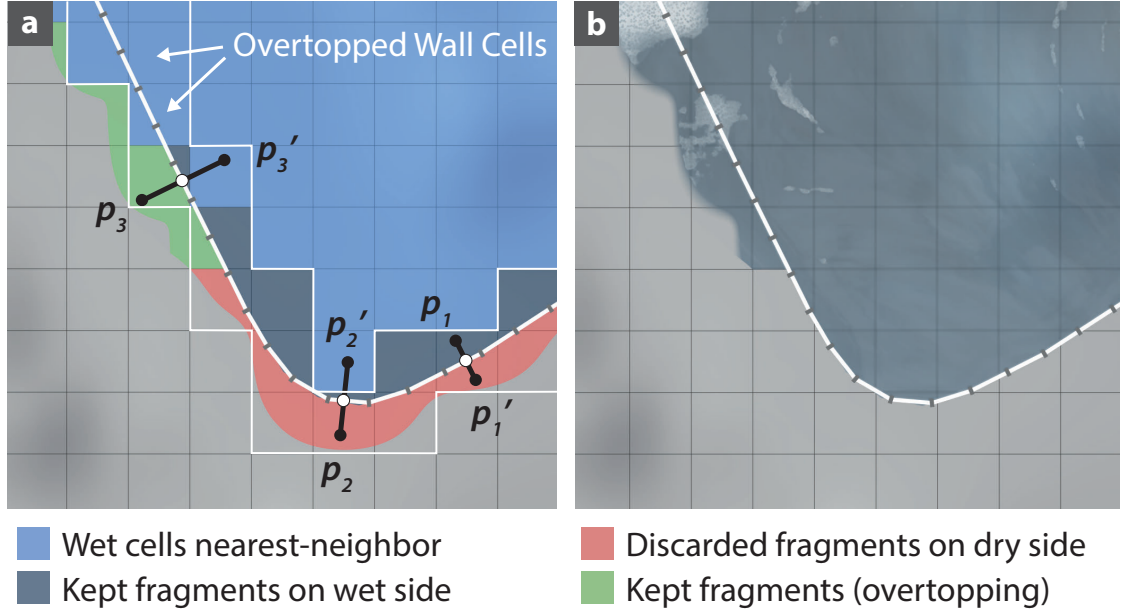 a
Overtopped Wall Cells
p3′
p3
p2′
p1
p1′
p2
b
Wet cells nearest-neighbor
Kept fragments on wet side
Discarded fragments on dry side
Kept fragments (overtopping)